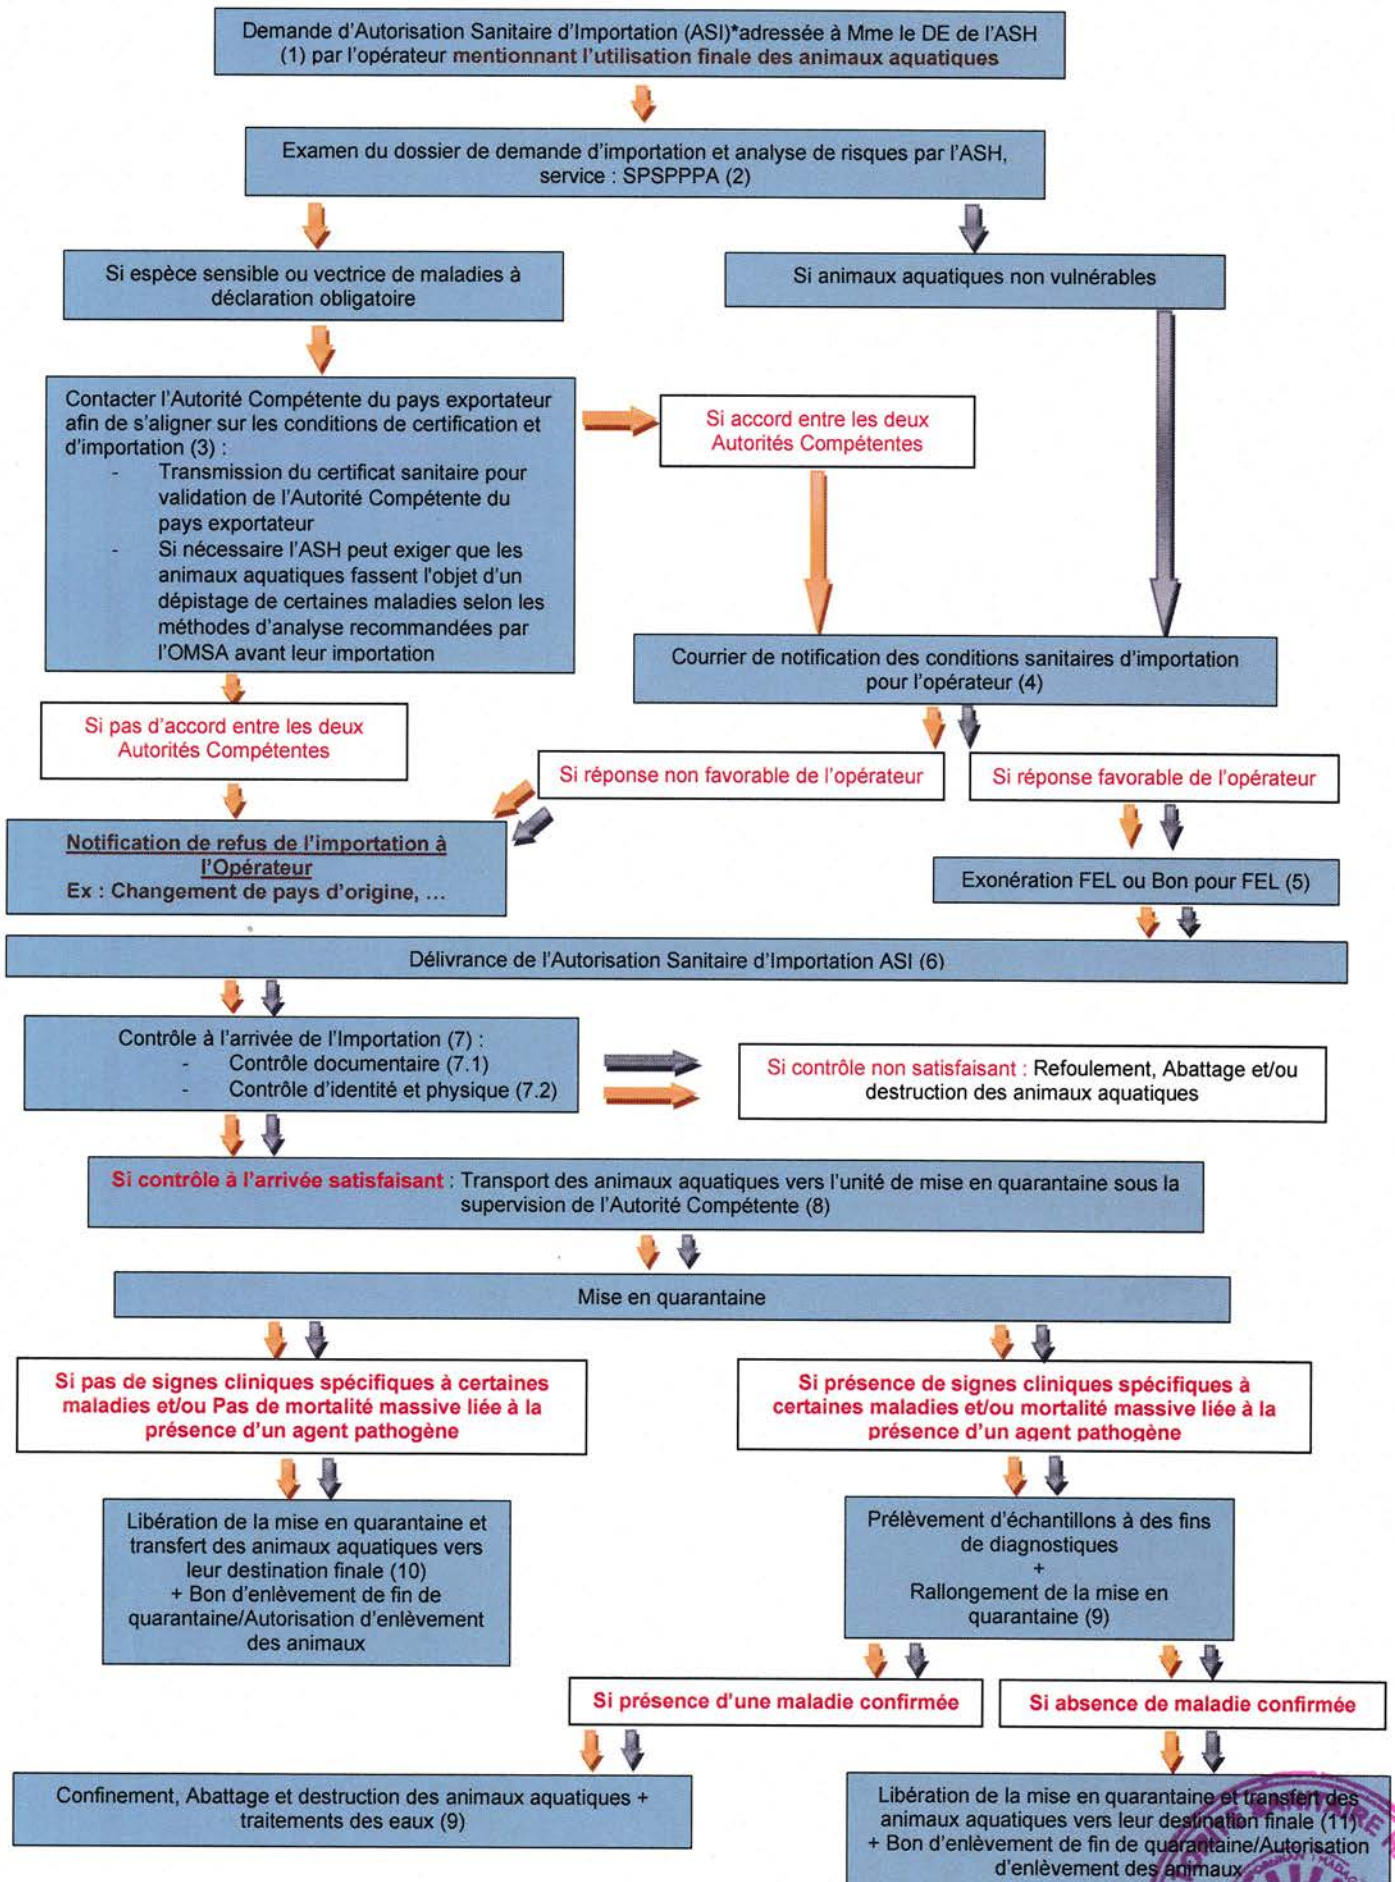 Demande d'Autorisation Sanitaire d'Importation (ASI)*adressée à Mme le DE de l'ASH
(1) par l'opérateur mentionnant l'utilisation finale des animaux aquatiques
Examen du dossier de demande d'importation et analyse de risques par l'ASH,
service : SPSPPPA (2)
Si espèce sensible ou vectrice de maladies à
déclaration obligatoire
Si animaux aquatiques non vulnérables
Contacter l'Autorité Compétente du pays exportateur
afin de s'aligner sur les conditions de certification et
d'importation (3) :
- Transmission du certificat sanitaire pour
validation de l'Autorité Compétente du
pays exportateur
- Si nécessaire l'ASH peut exiger que les
animaux aquatiques fassent l'objet d'un
dépistage de certaines maladies selon les
méthodes d'analyse recommandées par
l'OMSA avant leur importation
Si accord entre les deux
Autorités Compétentes
Courrier de notification des conditions sanitaires d'importation
pour l'opérateur (4)
Si pas d'accord entre les deux
Autorités Compétentes
Si réponse non favorable de l'opérateur
Si réponse favorable de l'opérateur
Notification de refus de l'importation à
l'Opérateur
Ex : Changement de pays d'origine, ...
Exonération FEL ou Bon pour FEL (5)
Délivrance de l'Autorisation Sanitaire d'Importation ASI (6)
Contrôle à l'arrivée de l'Importation (7) :
- Contrôle documentaire (7.1)
- Contrôle d'identité et physique (7.2)
Si contrôle non satisfaisant : Refoulement, Abattage et/ou
destruction des animaux aquatiques
Si contrôle à l'arrivée satisfaisant : Transport des animaux aquatiques vers l'unité de mise en quarantaine sous la
supervision de l'Autorité Compétente (8)
Mise en quarantaine
Si pas de signes cliniques spécifiques à certaines
maladies et/ou Pas de mortalité massive liée à la
présence d'un agent pathogène
Si présence de signes cliniques spécifiques à
certaines maladies et/ou mortalité massive liée à la
présence d'un agent pathogène
Libération de la mise en quarantaine et
transfert des animaux aquatiques vers
leur destination finale (10)
+ Bon d'enlèvement de fin de
quarantaine/Autorisation d'enlèvement
des animaux
Prélèvement d'échantillons à des fins
de diagnostiques
+
Rallongement de la mise en
quarantaine (9)
Si présence d'une maladie confirmée
Si absence de maladie confirmée
Confinement, Abattage et destruction des animaux aquatiques +
traitements des eaux (9)
Libération de la mise en quarantaine et transfert des
animaux aquatiques vers leur destination finale (11)
+ Bon d'enlèvement de fin de quarantaine/Autorisation
d'enlèvement des animaux
SANITAIRE